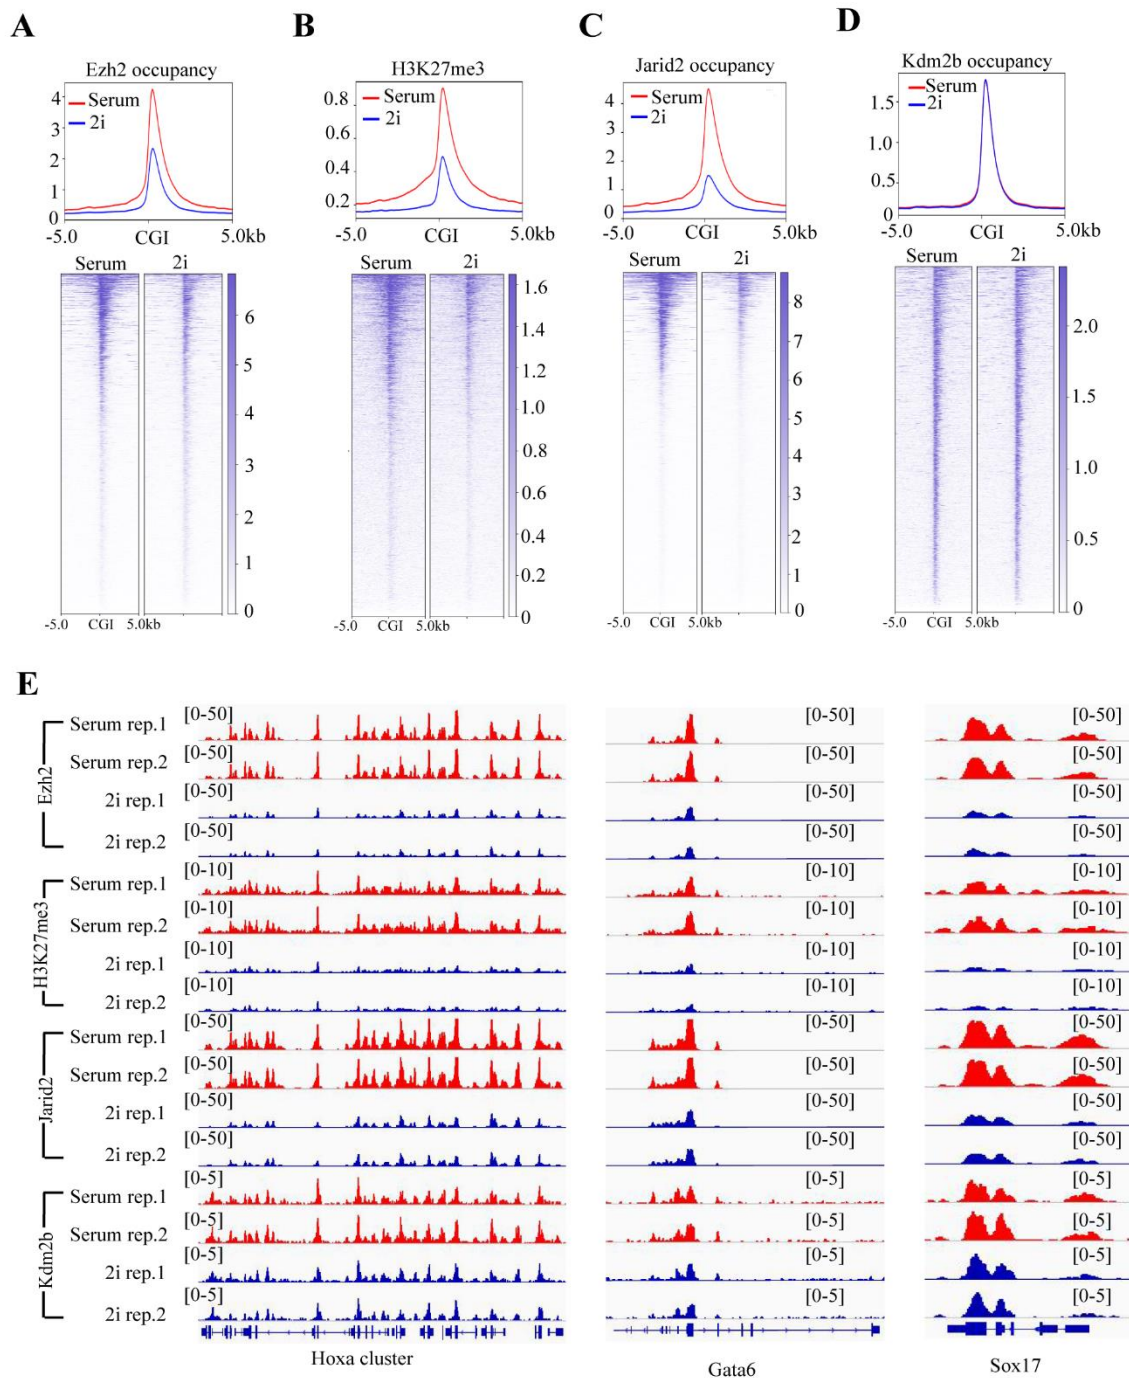 A
B
C
D
Ezh2 occupancy
Serum
2i
4
3
2
1
0
-5.0
CGI
5.0kb
H3K27me3
Serum
2i
0.8
0.6
0.4
0.2
-5.0
CGI
5.0kb
Jarid2 occupancy
Serum
2i
4
3
2
1
0
-5.0
CGI
5.0kb
Kdm2b occupancy
Serum
2i
1.5
1.0
0.5
0
-5.0
CGI
5.0kb
Serum 2i
6
5
4
3
2
1
0
-5.0 CGI 5.0kb
Serum 2i
1.6
1.4
1.2
1.0
0.8
0.6
0.4
0.2
0
-5.0 CGI 5.0kb
Serum 2i
8
7
6
5
4
3
2
1
0
-5.0 CGI 5.0kb
Serum 2i
2.0
1.5
1.0
0.5
0
-5.0 CGI 5.0kb
E
Ezh2
Serum rep.1 [0-50] [0-50] [0-50]
Serum rep.2 [0-50] [0-50] [0-50]
2i rep.1 [0-50] [0-50] [0-50]
2i rep.2 [0-50] [0-50] [0-50]
H3K27me3
Serum rep.1 [0-10] [0-10] [0-10]
Serum rep.2 [0-10] [0-10] [0-10]
2i rep.1 [0-10] [0-10] [0-10]
2i rep.2 [0-10] [0-10] [0-10]
Jarid2
Serum rep.1 [0-50] [0-50] [0-50]
Serum rep.2 [0-50] [0-50] [0-50]
2i rep.1 [0-50] [0-50] [0-50]
2i rep.2 [0-50] [0-50] [0-50]
Kdm2b
Serum rep.1 [0-5] [0-5] [0-5]
Serum rep.2 [0-5] [0-5] [0-5]
2i rep.1 [0-5] [0-5] [0-5]
2i rep.2 [0-5] [0-5] [0-5]
Hoxa cluster
Gata6
Sox17